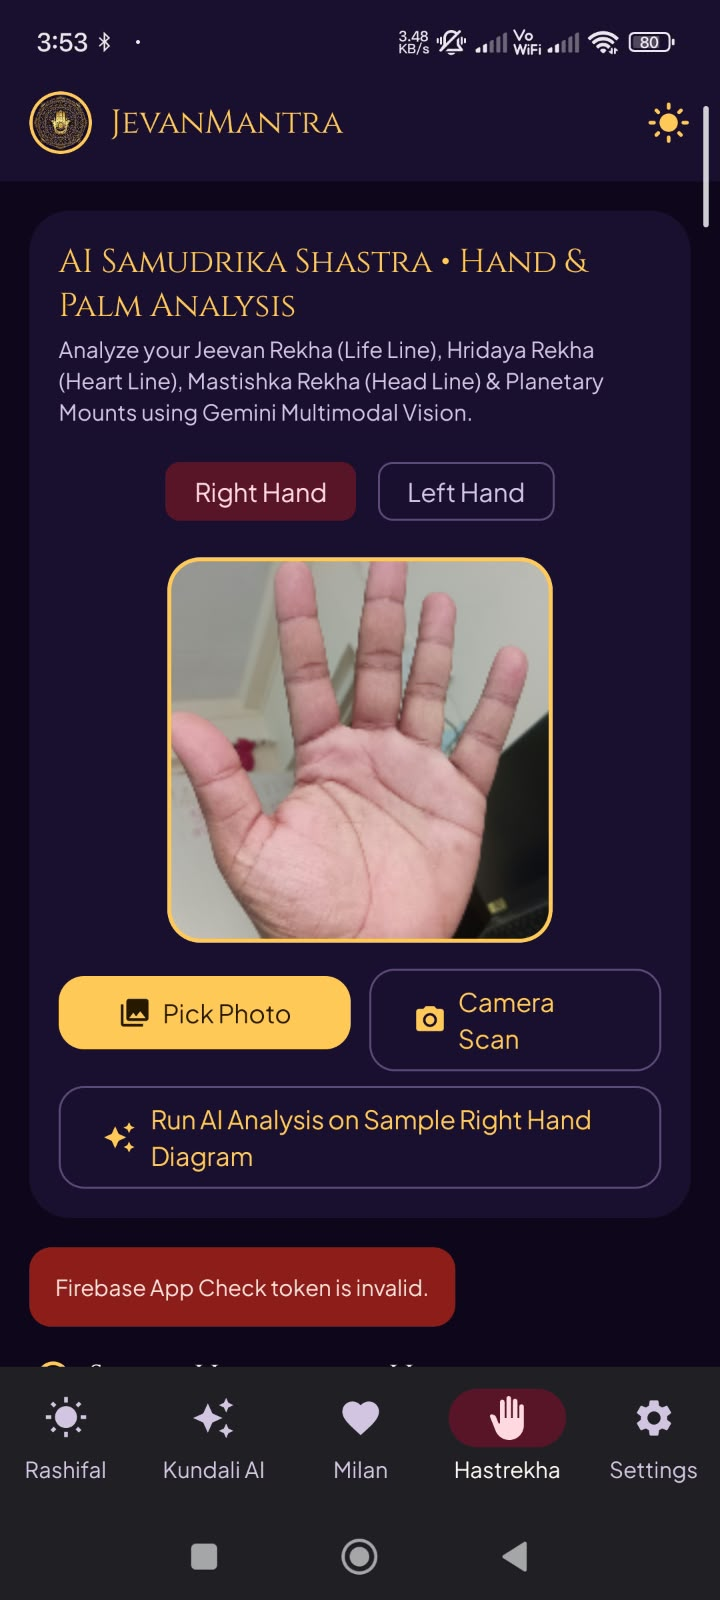 3:53
3.48
KB/s
Vo
WiFi
80
JevanMantra
AI Samudrika Shastra • Hand &
Palm Analysis
Analyze your Jeevan Rekha (Life Line), Hridaya Rekha
(Heart Line), Mastishka Rekha (Head Line) & Planetary
Mounts using Gemini Multimodal Vision.
Right Hand
Left Hand
Pick Photo
Camera
Scan
Run AI Analysis on Sample Right Hand
Diagram
Firebase App Check token is invalid.
Rashifal
Kundali AI
Milan
Hastrekha
Settings